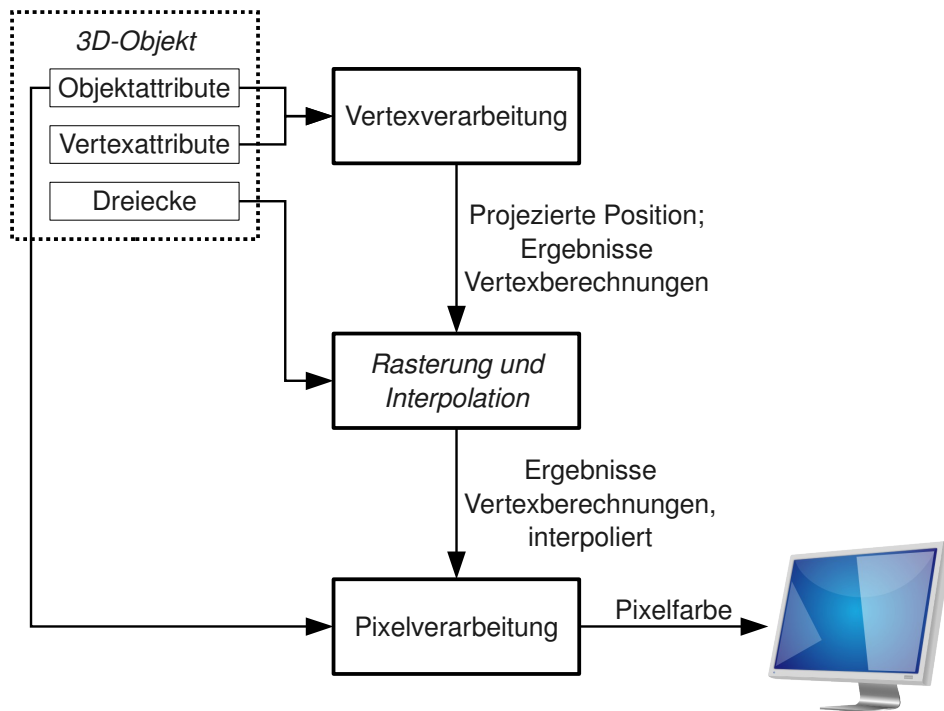 3D-Objekt
Objektattribute
Vertexattribute
Dreiecke
Vertexverarbeitung
Projezierte Position;
Ergebnisse
Vertexberechnungen
Rasterung und
Interpolation
Ergebnisse
Vertexberechnungen,
interpoliert
Pixelverarbeitung
Pixelfarbe